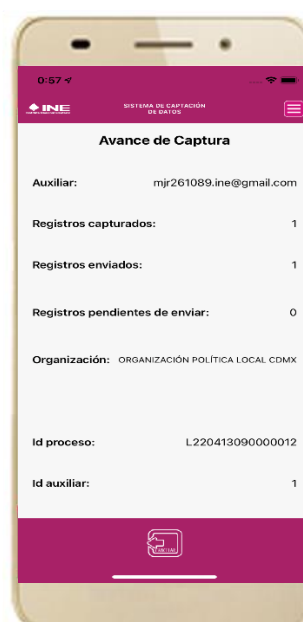 0:57
INE
SISTEMA DE CAPTACIÓN
DE DATOS
Avance de Captura
Auxiliar: mjr261089.ine@gmail.com
Registros capturados: 1
Registros enviados: 1
Registros pendientes de enviar: 0
Organización: ORGANIZACIÓN POLÍTICA LOCAL CDMX
Id proceso: L220413090000012
Id auxiliar: 1